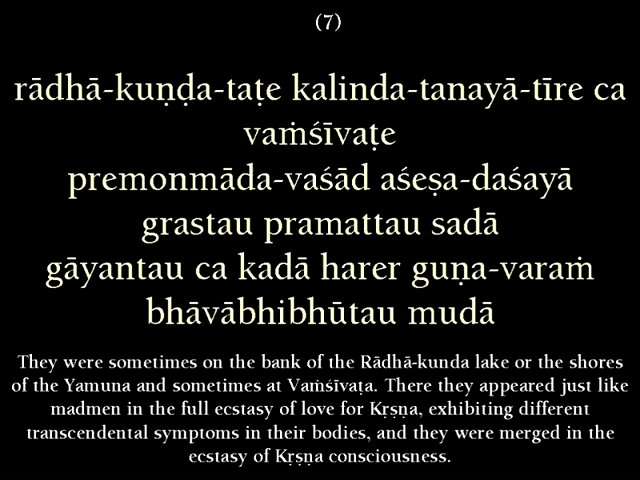 (7)
rādhā-kuṇḍa-taṭe kalinda-tanayā-tīre ca
vaṁśīvaṭe
premonmāda-vaśād aśeṣa-daśayā
grastau pramattau sadā
gāyantau ca kadā harer guṇa-varaṁ
bhāvābhibhūtau mudā
They were sometimes on the bank of the Rādhā-kunda lake or the shores
of the Yamuna and sometimes at Vaṁśīvaṭa. There they appeared just like
madmen in the full ecstasy of love for Kṛṣṇa, exhibiting different
transcendental symptoms in their bodies, and they were merged in the
ecstasy of Kṛṣṇa consciousness.